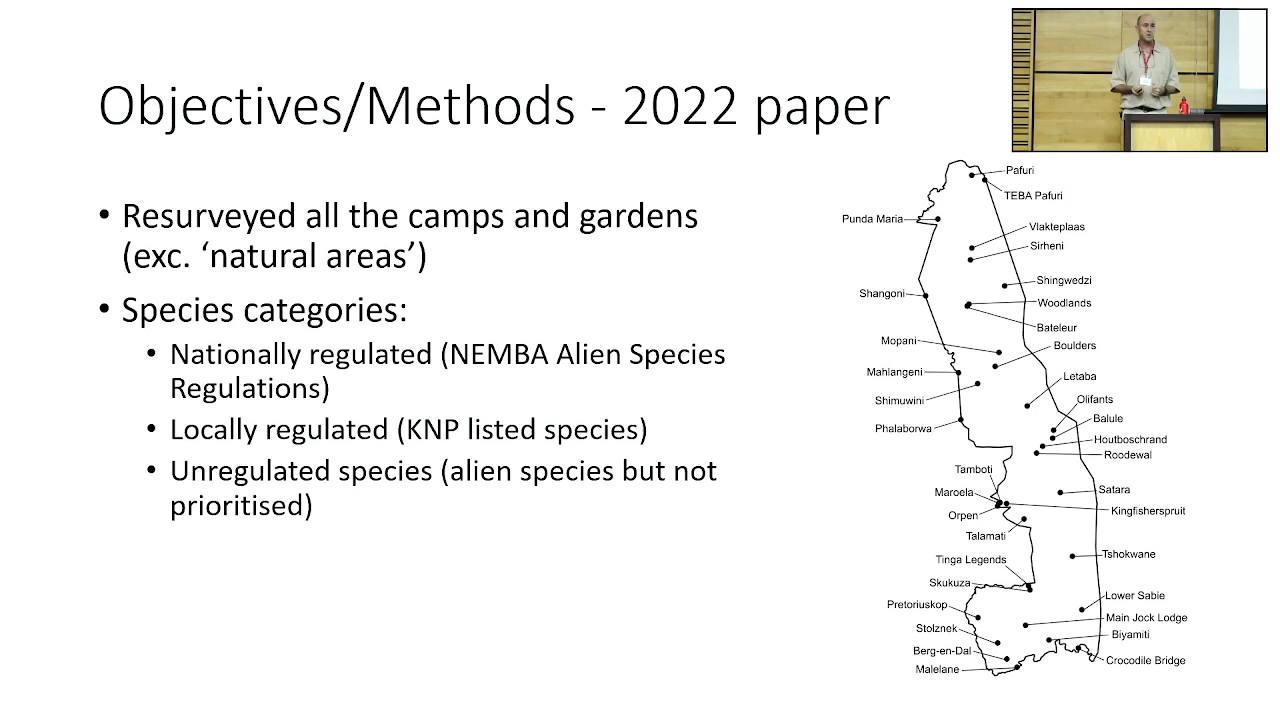 Objectives/Methods - 2022 paper
• Resurveyed all the camps and gardens
(exc. ‘natural areas’)
• Species categories:
• Nationally regulated (NEMBA Alien Species
Regulations)
• Locally regulated (KNP listed species)
• Unregulated species (alien species but not
prioritised)
Pafuri
TEBA Pafuri
Punda Maria
Vlakteplaas
Sirheni
Shingwedzi
Shangoni
Woodlands
Bateleur
Mopani
Boulders
Mahlangeni
Letaba
Shimuwini
Olifants
Balule
Phalaborwa
Houtboschrand
Roodewal
Tamboti
Maroela
Satara
Orpen
Kingfisherspruit
Talamati
Tshokwane
Tinga Legends
Skukuza
Lower Sabie
Pretoriuskop
Main Jock Lodge
Stolznek
Biyamiti
Berg-en-Dal
Crocodile Bridge
Malelane